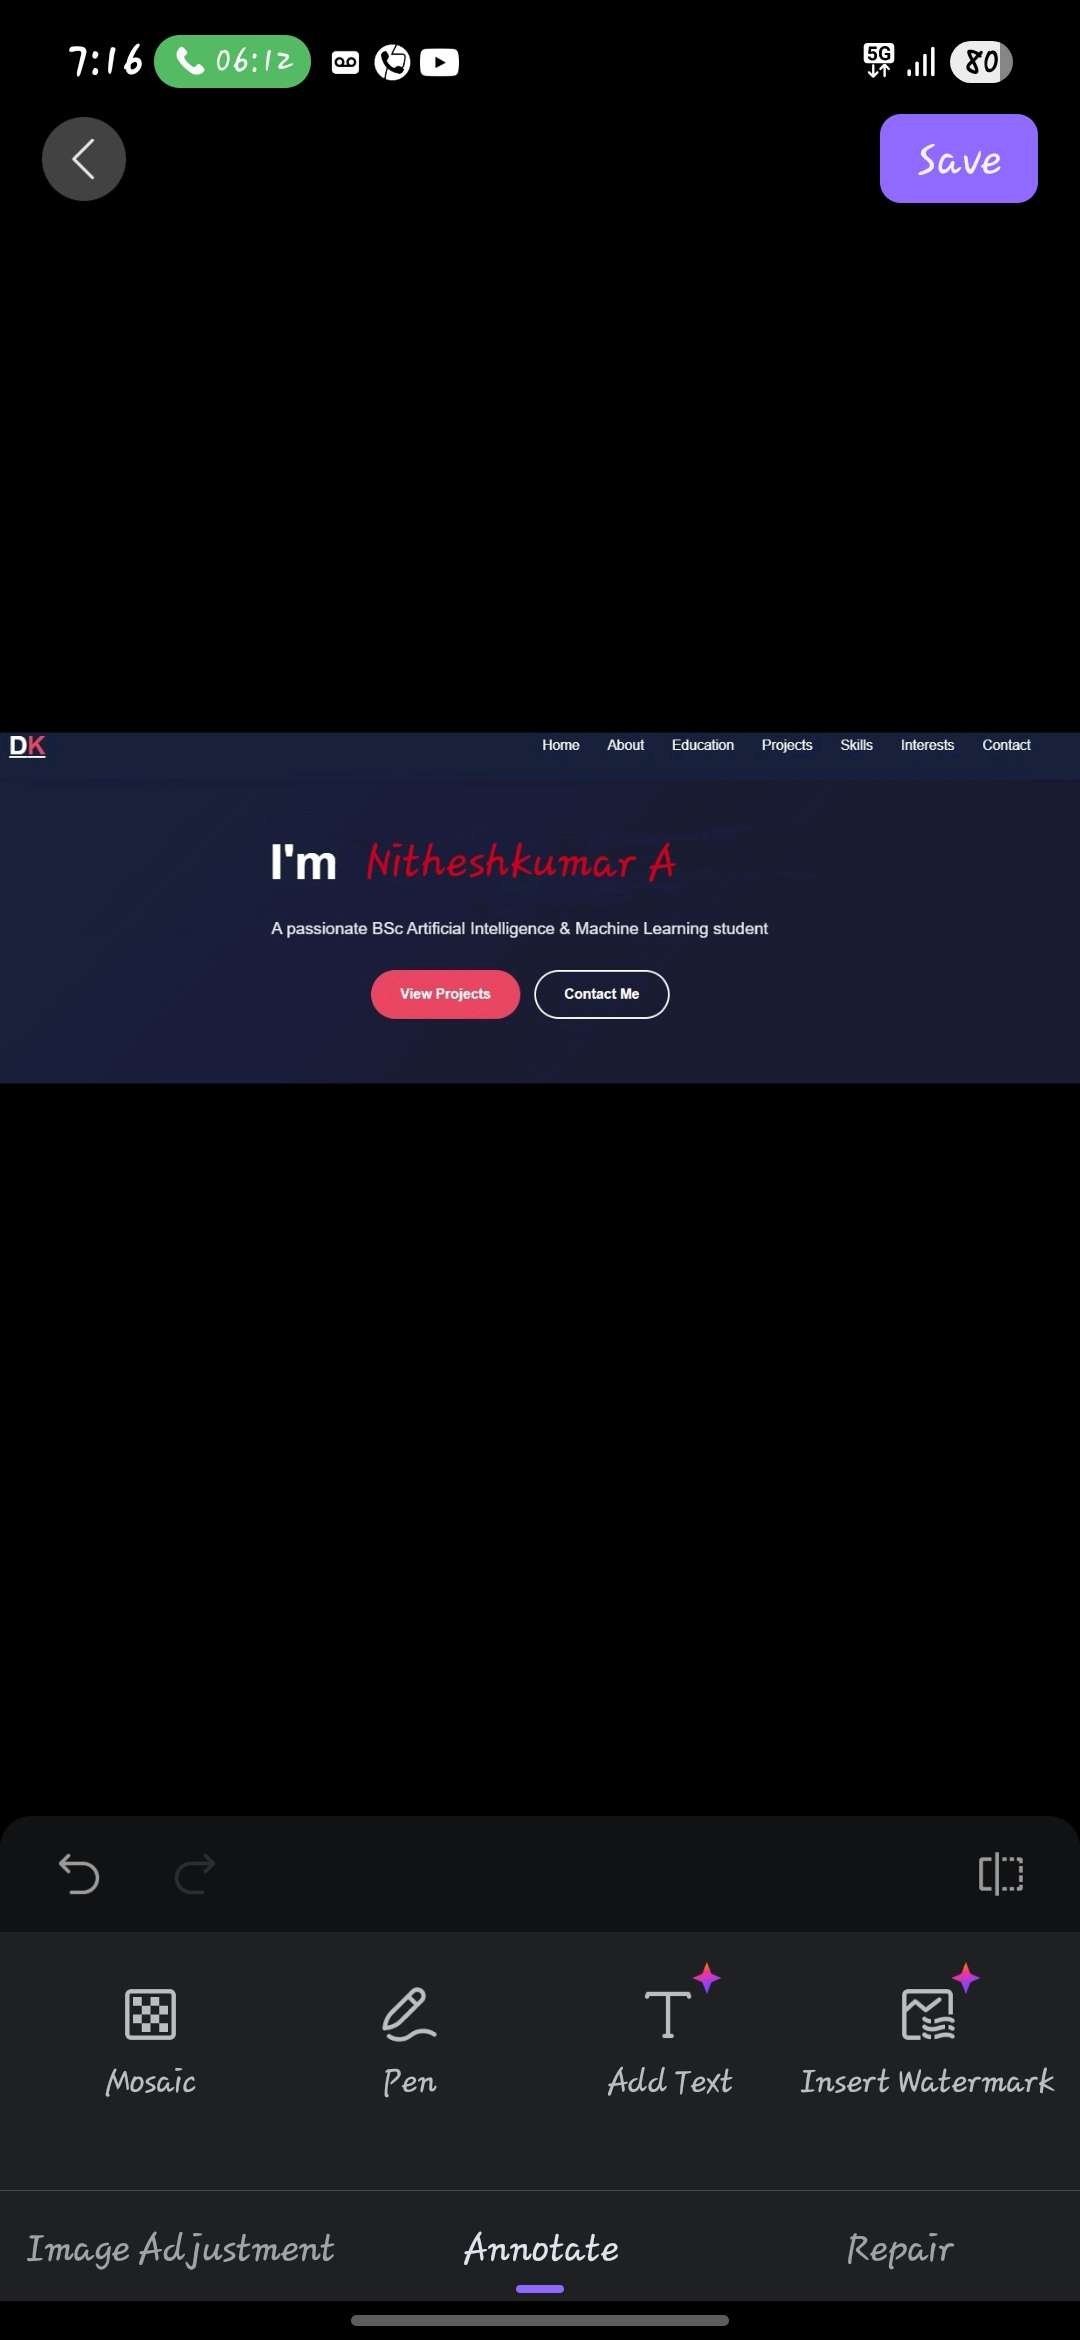 7:16 06:12 5G 80
Save
DK Home About Education Projects Skills Interests Contact
I'm Nitheshkumar A
A passionate BSc Artificial Intelligence & Machine Learning student
View Projects Contact Me
Mosaic Pen Add Text Insert Watermark
Image Adjustment Annotate Repair